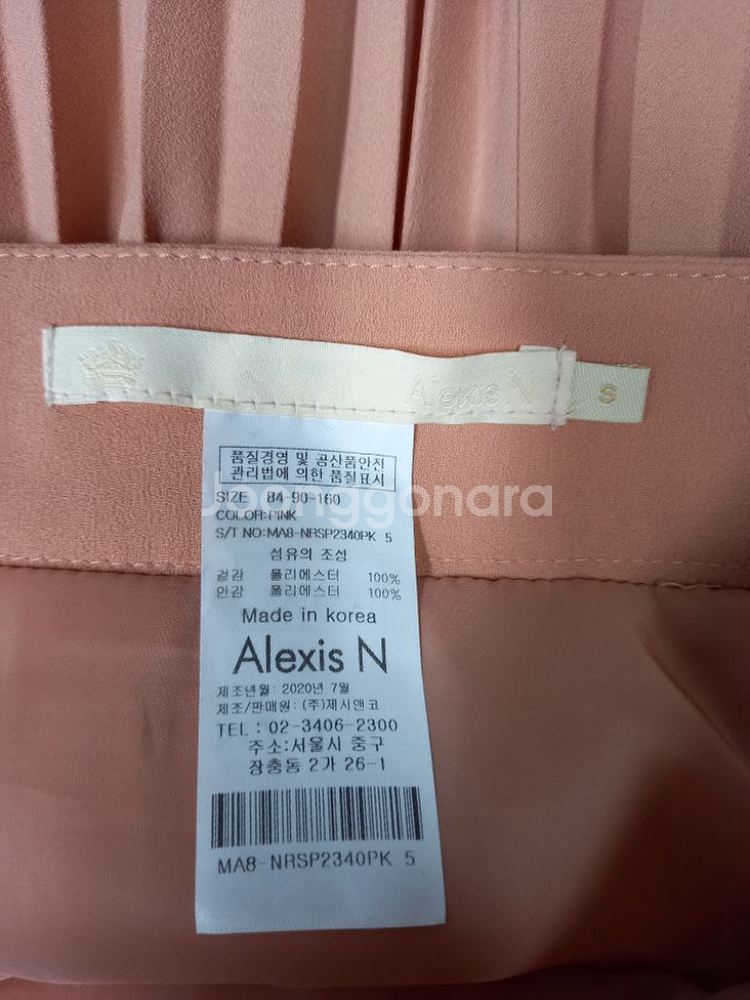 Alexis N
S
품질경영 및 공산품안전
관리법에 의한 품질표시
SIZE 84-90-160
COLOR:PINK
S/T NO:MA8-NRSP2340PK 5
섬유의 조성
겉감 폴리에스터 100%
안감 폴리에스터 100%
Made in korea
Alexis N
제조년월 : 2020년 7월
제조/판매원 : (주)제시앤코
TEL : 02-3406-2300
주소:서울시 중구
장충동 2가 26-1
MA8-NRSP2340PK 5
Joonggonara